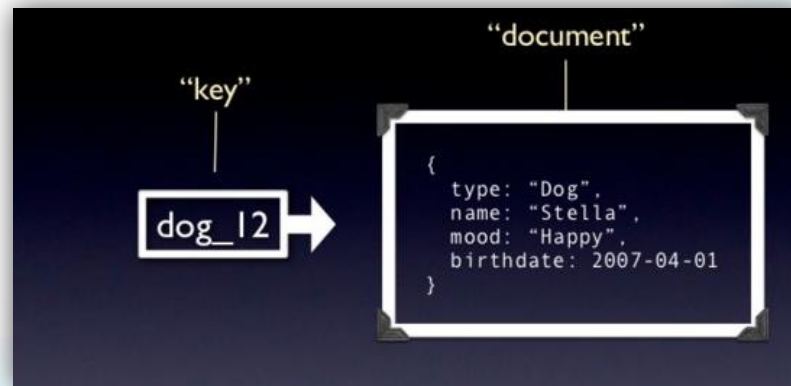 “document”
“key”
dog_12
{
type: “Dog”,
name: “Stella”,
mood: “Happy”,
birthdate: 2007-04-01
}